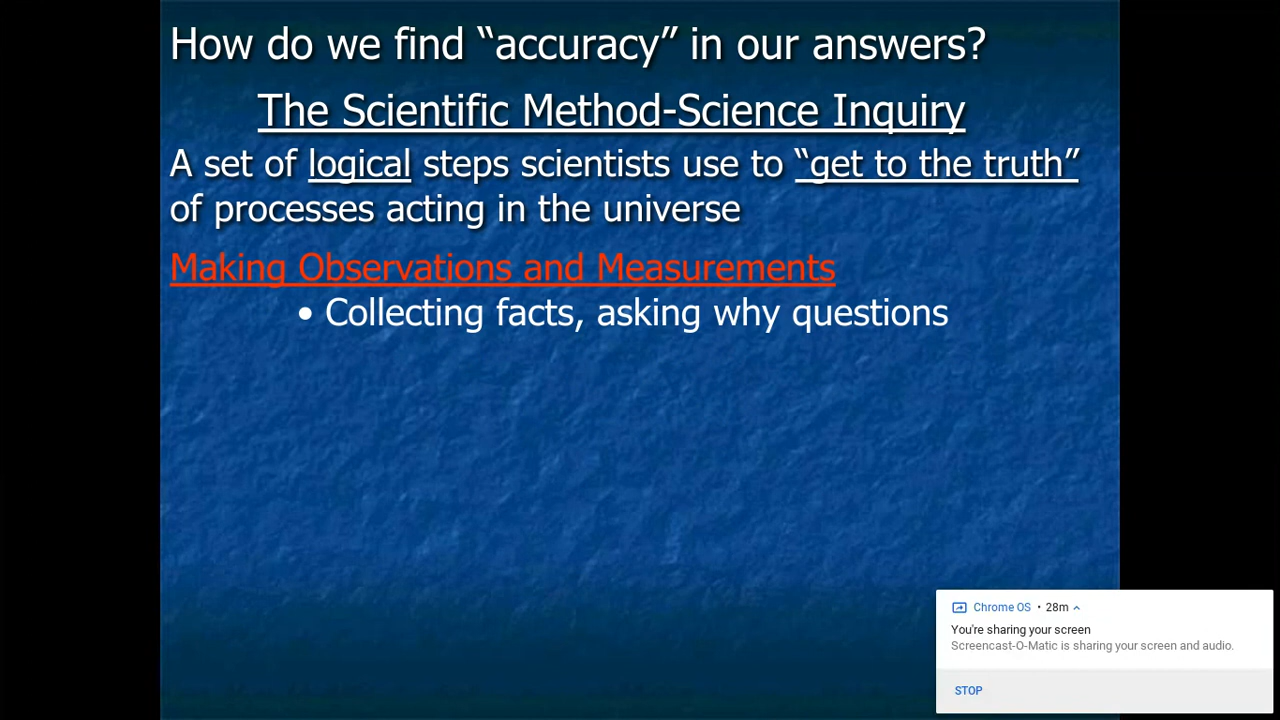 How do we find “accuracy” in our answers?
The Scientific Method-Science Inquiry
A set of logical steps scientists use to “get to the truth”
of processes acting in the universe
Making Observations and Measurements
• Collecting facts, asking why questions
Chrome OS • 28m
You're sharing your screen
Screencast-O-Matic is sharing your screen and audio.
STOP